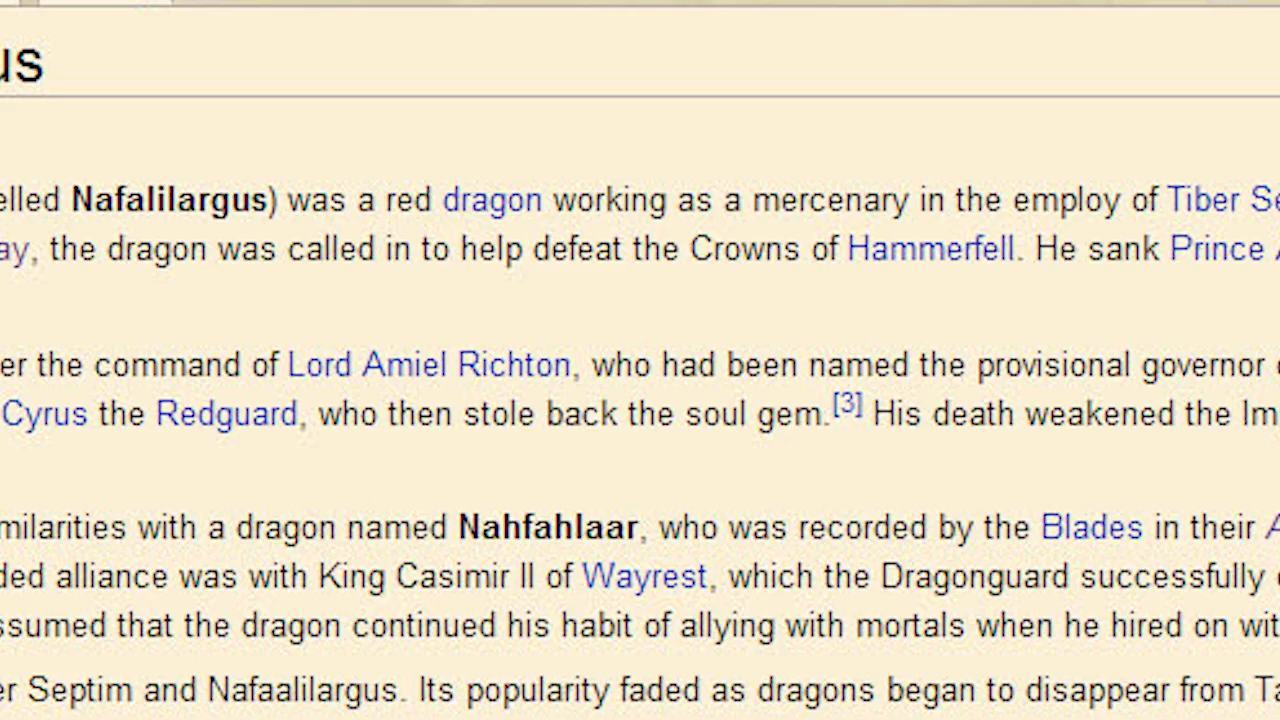 us
elled Nafalilargus) was a red dragon working as a mercenary in the employ of Tiber Se
ay, the dragon was called in to help defeat the Crowns of Hammerfell. He sank Prince A
er the command of Lord Amiel Richton, who had been named the provisional governor o
Cyrus the Redguard, who then stole back the soul gem.[3] His death weakened the Im
milarities with a dragon named Nahfahlaar, who was recorded by the Blades in their A
ded alliance was with King Casimir II of Wayrest, which the Dragonguard successfully
ssumed that the dragon continued his habit of allying with mortals when he hired on wit
er Septim and Nafaalilargus. Its popularity faded as dragons began to disappear from Ta